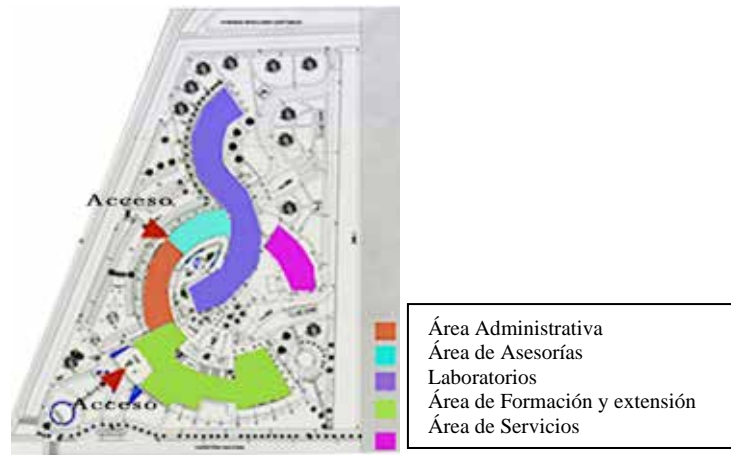 Acceso
Acceso
Área Administrativa
Área de Asesorías
Laboratorios
Área de Formación y extensión
Área de Servicios